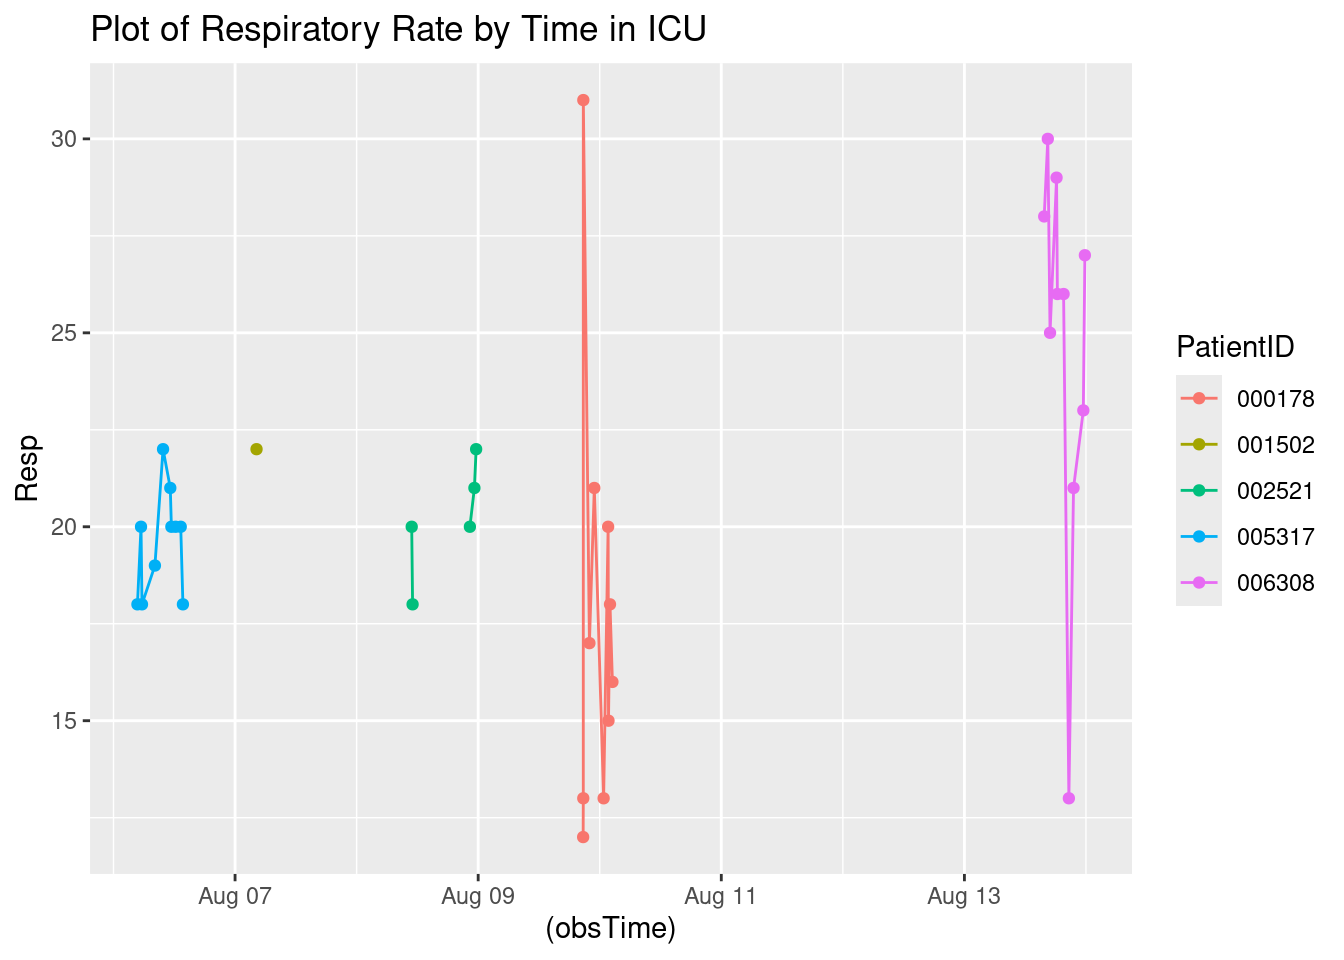 Plot of Respiratory Rate by Time in ICU
30
25
20
15
Resp
Aug 07 Aug 09 Aug 11 Aug 13
(obsTime)
PatientID
000178
001502
002521
005317
006308